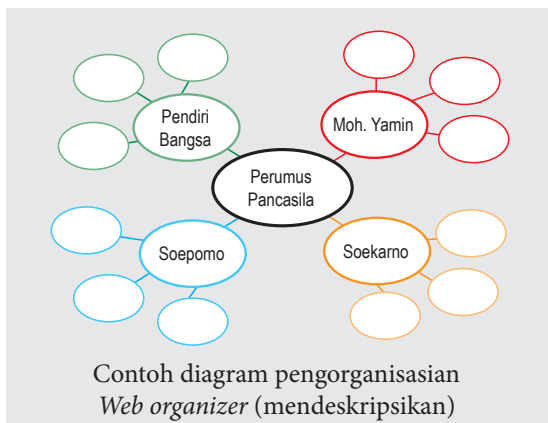 Pendiri
Bangsa
Moh. Yamin
Perumus
Pancasila
Soepomo
Soekarno
Contoh diagram pengorganisasian
Web organizer (mendeskripsikan)